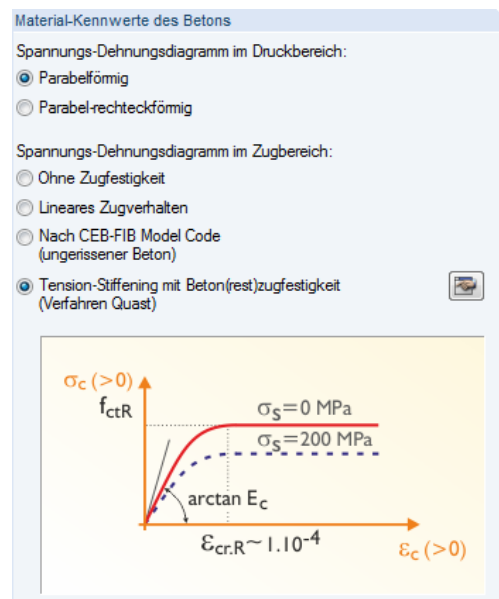 Material-Kennwerte des Betons
Spannungs-Dehnungsdiagramm im Druckbereich:
Parabelförmig
Parabel-rechteckförmig
Spannungs-Dehnungsdiagramm im Zugbereich:
Ohne Zugfestigkeit
Lineares Zugverhalten
Nach CEB-FIB Model Code
(ungerissener Beton)
Tension-Stiffening mit Beton(rest)zugfestigkeit
(Verfahren Quast)
σc (>0)
fctR
σs=0 MPa
σs=200 MPa
arctan Ec
εcr.R~1.10-4
εc (>0)